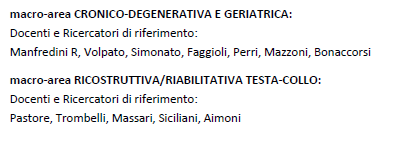 macro-area CRONICO-DEGENERATIVA E GERIATRICA:
Docenti e Ricercatori di riferimento:
Manfredini R, Volpato, Simonato, Faggioli, Perri, Mazzoni, Bonaccorsi
macro-area RICOSTRUTTIVA/RIABILITATIVA TESTA-COLLO:
Docenti e Ricercatori di riferimento:
Pastore, Trombelli, Massari, Siciliani, Aimoni